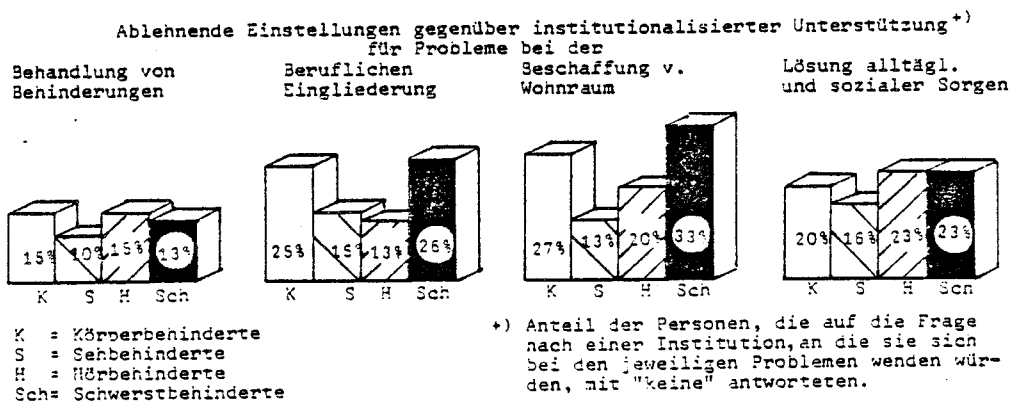 Ablehnende Einstellungen gegenüber institutionalisierter Unterstützung+)
für Probleme bei der
Behandlung von
Behinderungen
Beruflichen
Eingliederung
Beschaffung v.
Wohnraum
Lösung alltägl.
und sozialer Sorgen
15% 10% 15% 13%
K S H Sch
25% 15% 13% 26%
K S H Sch
27% 13% 20% 33%
K S H Sch
20% 16% 23% 23%
K S H Sch
K = Körperbehinderte
S = Sehbehinderte
H = Hörbehinderte
Sch= Schwerstbehinderte
+) Anteil der Personen, die auf die Frage
nach einer Institution, an die sie sich
bei den jeweiligen Problemen wenden wür-
den, mit "keine" antworteten.